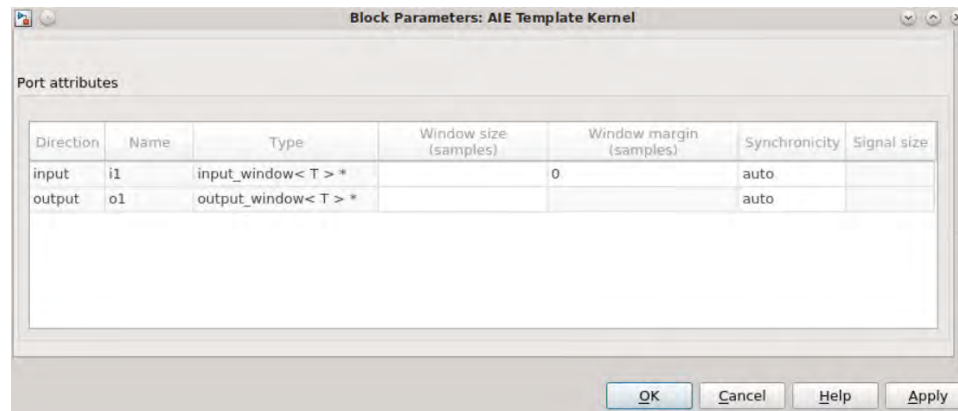 Block Parameters: AIE Template Kernel
Port attributes
Direction Name Type Window size (samples) Window margin (samples) Synchronicity Signal size
input i1 input_window< T > * 0 auto
output o1 output_window< T > * auto
OK Cancel Help Apply